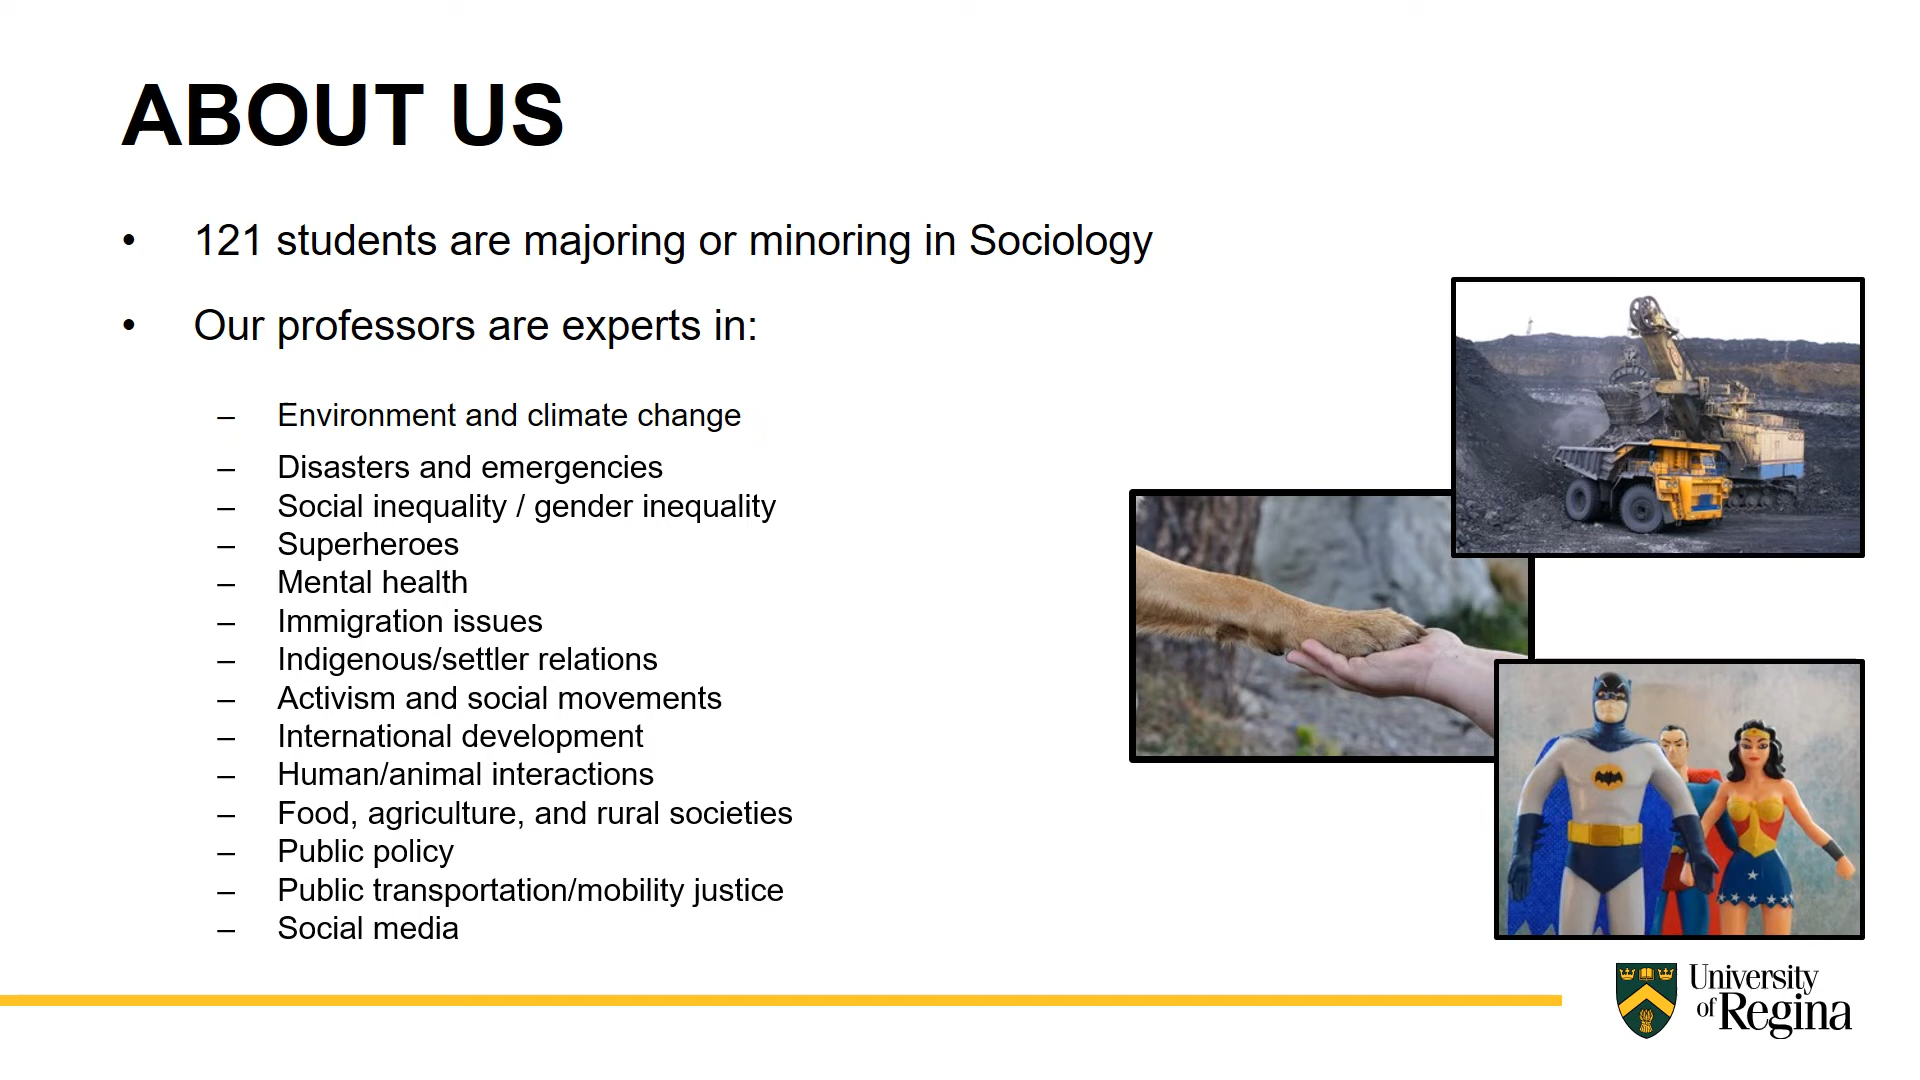 ABOUT US
• 121 students are majoring or minoring in Sociology
• Our professors are experts in:
– Environment and climate change
– Disasters and emergencies
– Social inequality / gender inequality
– Superheroes
– Mental health
– Immigration issues
– Indigenous/settler relations
– Activism and social movements
– International development
– Human/animal interactions
– Food, agriculture, and rural societies
– Public policy
– Public transportation/mobility justice
– Social media
University
of Regina